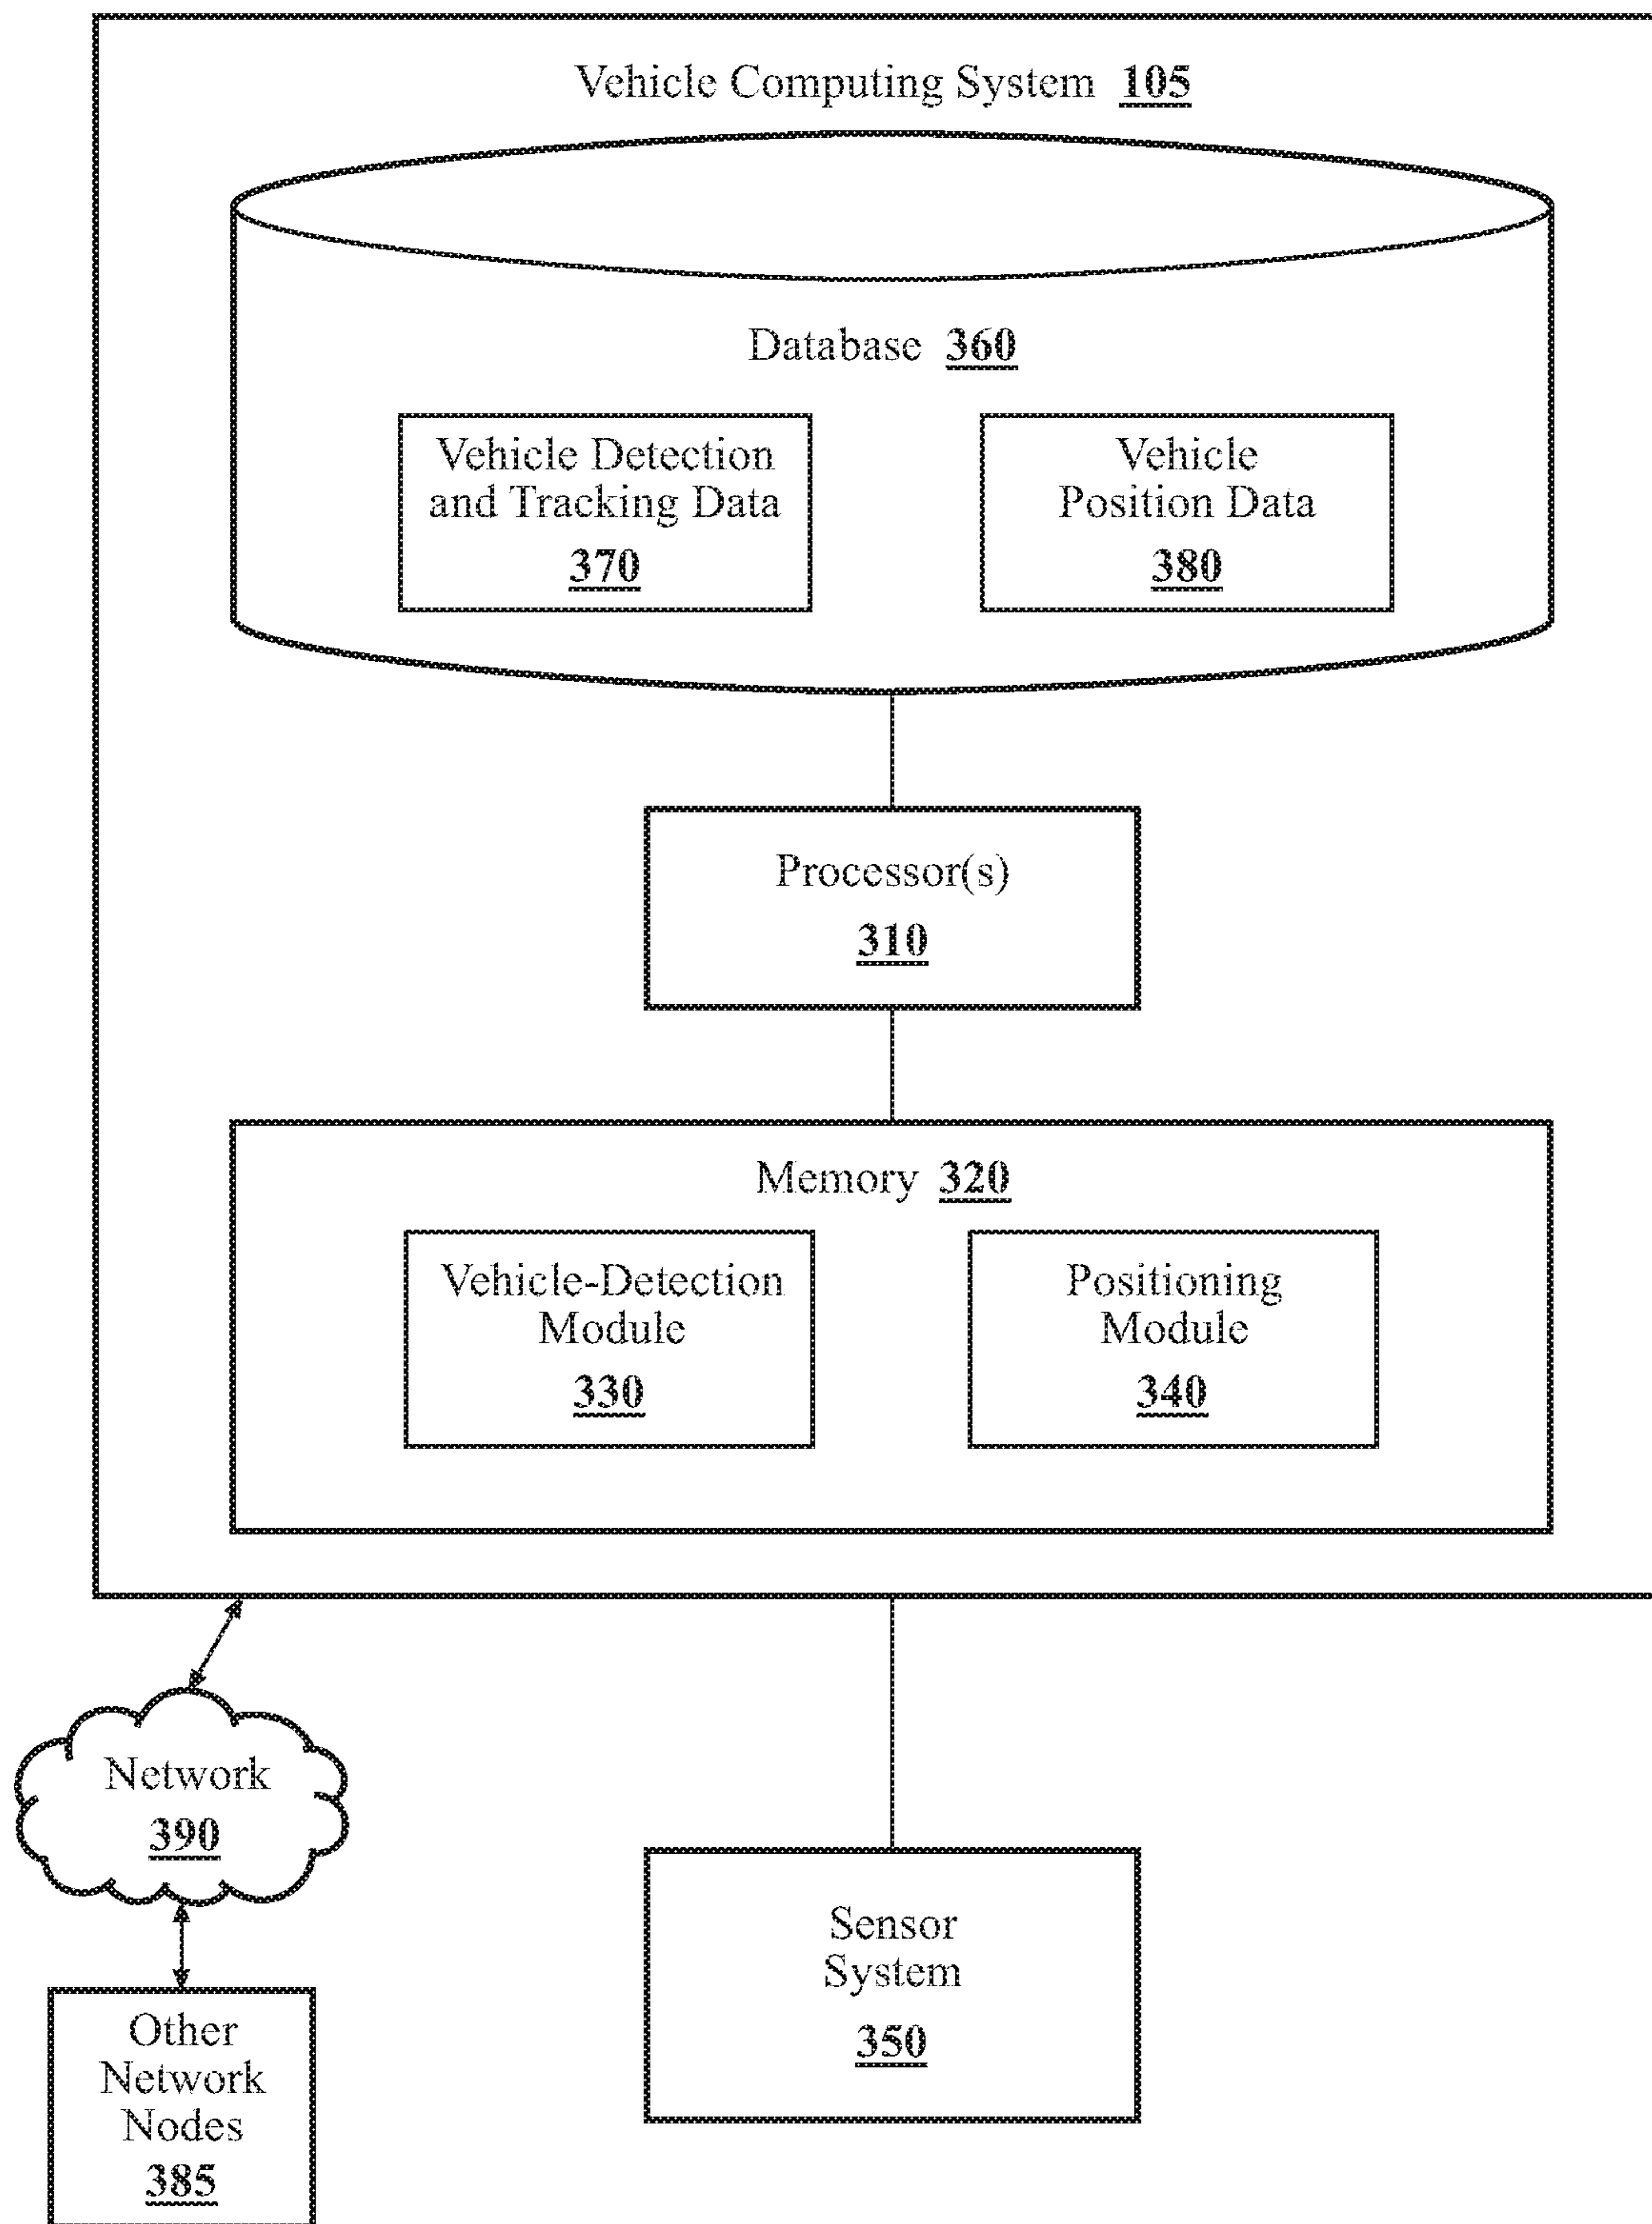 Vehicle Computing System 105
Database 360
Vehicle Detection
and Tracking Data
370
Vehicle
Position Data
380
Processor(s)
310
Memory 320
Vehicle-Detection
Module
330
Positioning
Module
340
Network
390
Other
Network
Nodes
385
Sensor
System
350